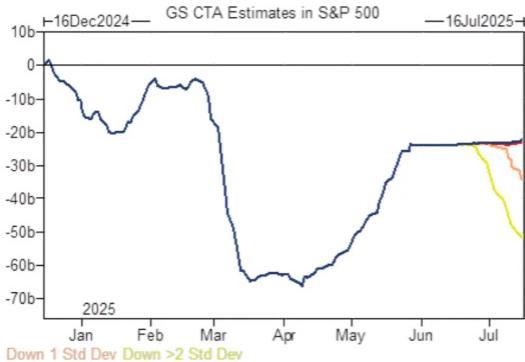 GS CTA Estimates in S&P 500
16Dec2024
16Jul2025
10b
0
-10b
-20b
-30b
-40b
-50b
-60b
-70b
2025
Jan Feb Mar Apr May Jun Jul
Down 1 Std Dev Down >2 Std Dev